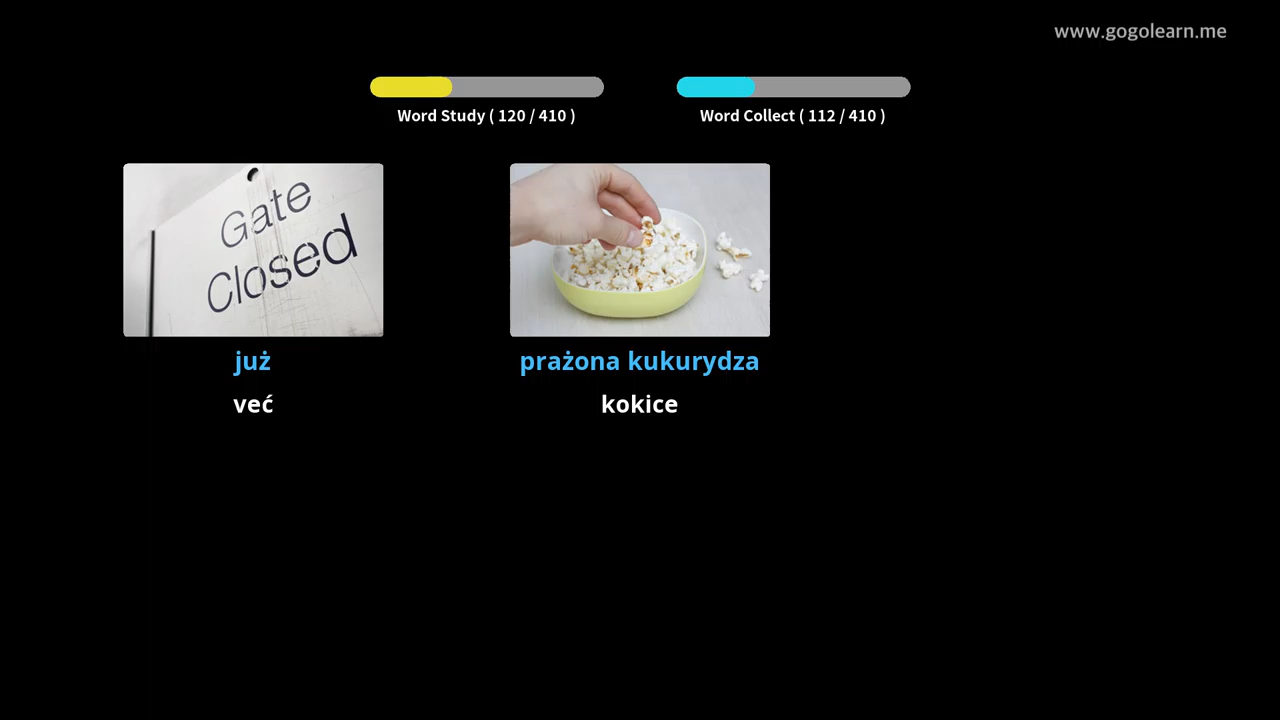 www.gogolearn.me
Word Study ( 120 / 410 )
Word Collect ( 112 / 410 )
Gate
Closed
już
već
prażona kukurydza
kokice